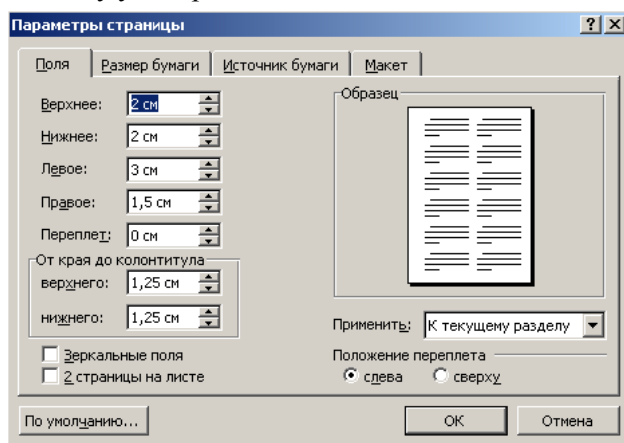 Параметры страницы
Поля Размер бумаги Источник бумаги Макет
Верхнее: 2 см
Нижнее: 2 см
Левое: 3 см
Правое: 1,5 см
Переплет: 0 см
От края до колонтитула
верхнего: 1,25 см
нижнего: 1,25 см
Зеркальные поля
2 страницы на листе
Образец
Применить: К текущему разделу
Положение переплета
слева сверху
По умолчанию... ОК Отмена